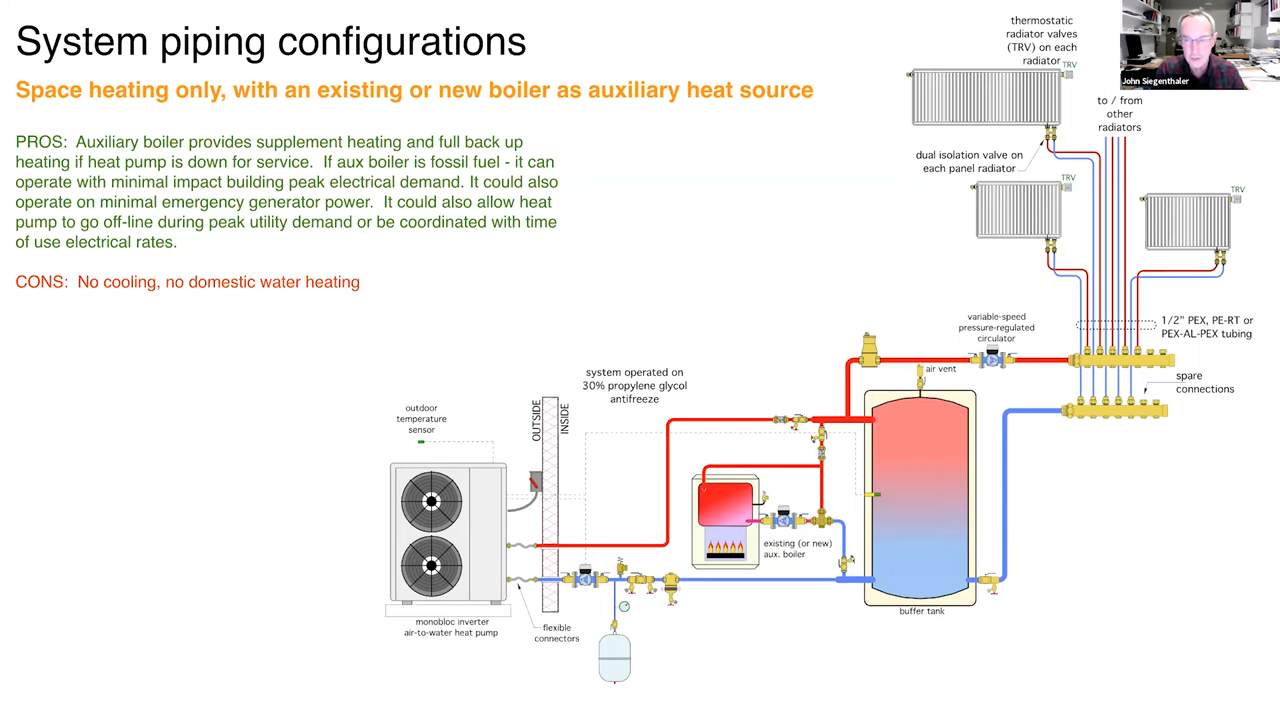 System piping configurations
Space heating only, with an existing or new boiler as auxiliary heat source
PROS: Auxiliary boiler provides supplement heating and full back up
heating if heat pump is down for service. If aux boiler is fossil fuel - it can
operate with minimal impact building peak electrical demand. It could also
operate on minimal emergency generator power. It could also allow heat
pump to go off-line during peak utility demand or be coordinated with time
of use electrical rates.
CONS: No cooling, no domestic water heating
thermostatic
radiator valves
(TRV) on each
radiator
TRV
John Siegenthaler
to / from
other
radiators
dual isolation valve on
each panel radiator
TRV
TRV
1/2" PEX, PE-RT or
PEX-AL-PEX tubing
variable-speed
pressure-regulated
circulator
air vent
spare
connections
system operated on
30% propylene glycol
antifreeze
outdoor
temperature
sensor
OUTSIDE
INSIDE
existing (or new)
aux. boiler
buffer tank
monobloc inverter
air-to-water heat pump
flexible
connectors